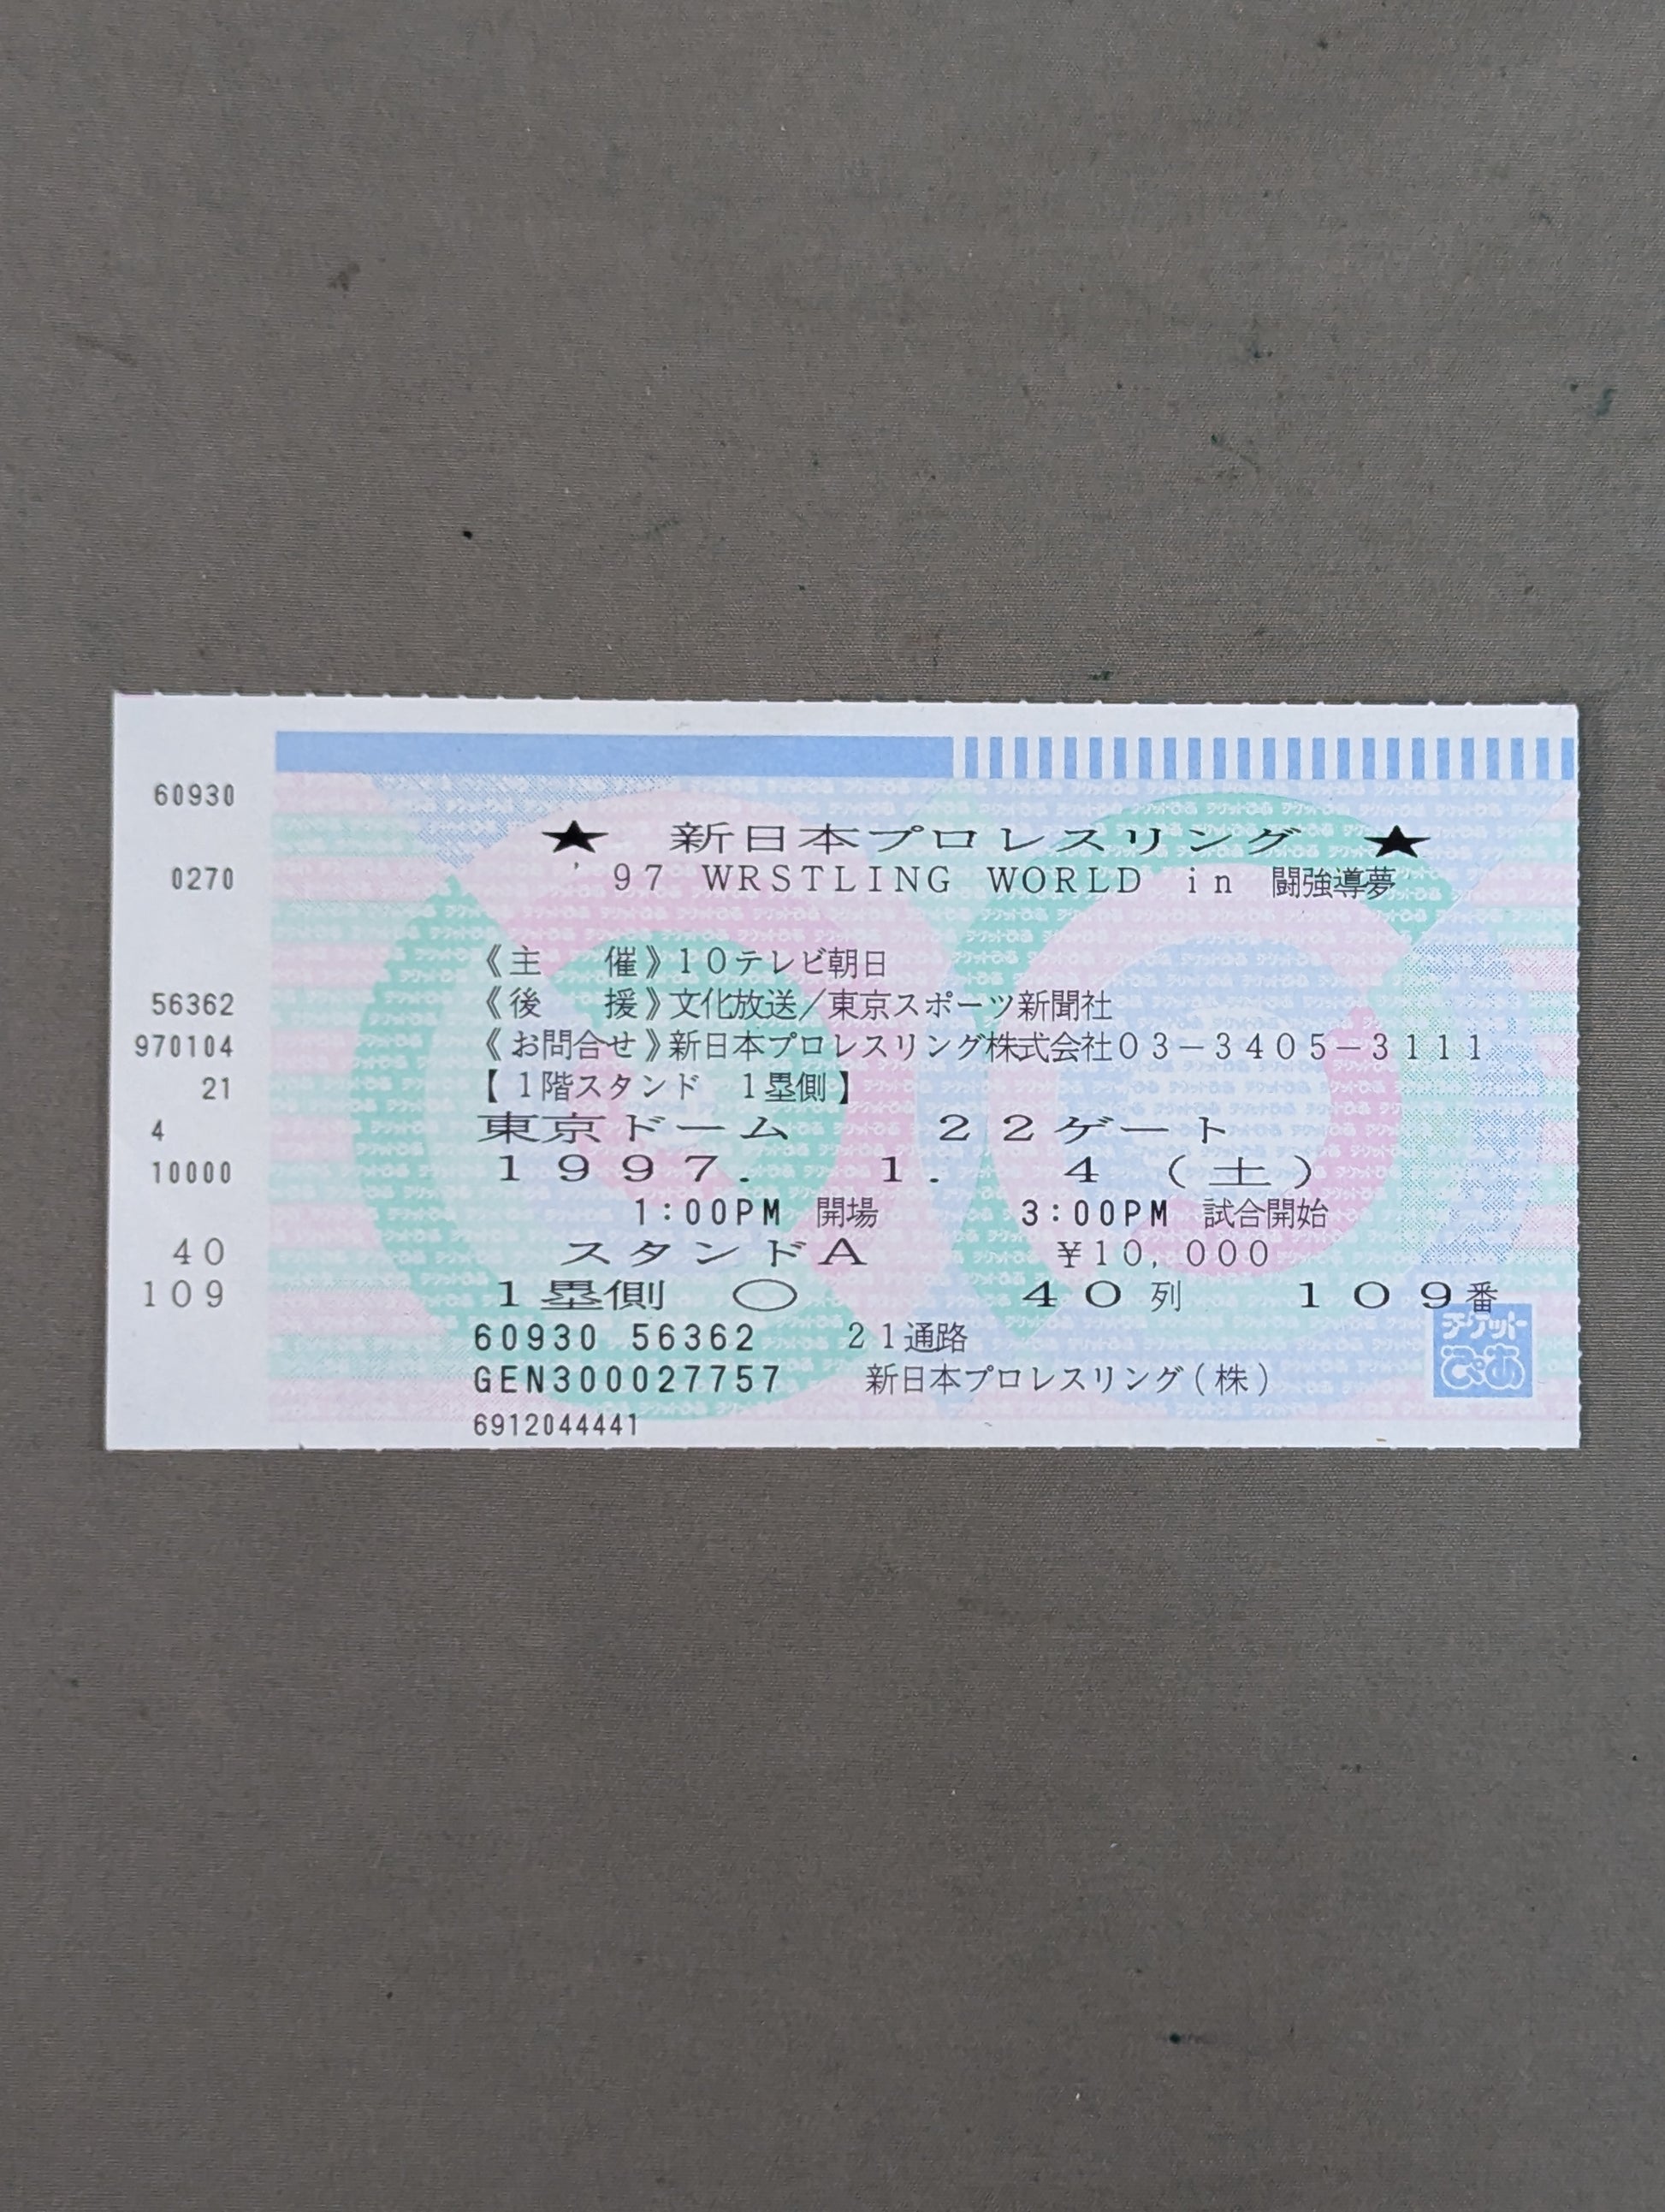 60930
★ 新日本プロレスリング ★
0270
'97 WRSTLING WORLD in 闘強導夢
《主 催》10テレビ朝日
56362
《後 援》文化放送／東京スポーツ新聞社
970104
《お問合せ》新日本プロレスリング株式会社03－3405－3111
21
【1階スタンド 1塁側】
4
東京ドーム 22ゲート
10000
1997. 1. 4（土）
1:00PM 開場 3:00PM 試合開始
40
スタンドA ¥10,000
109
1塁側 ○ 40列 109番
60930 56362 21通路
GEN300027757 新日本プロレスリング(株)
6912044441
チケット
ぴあ